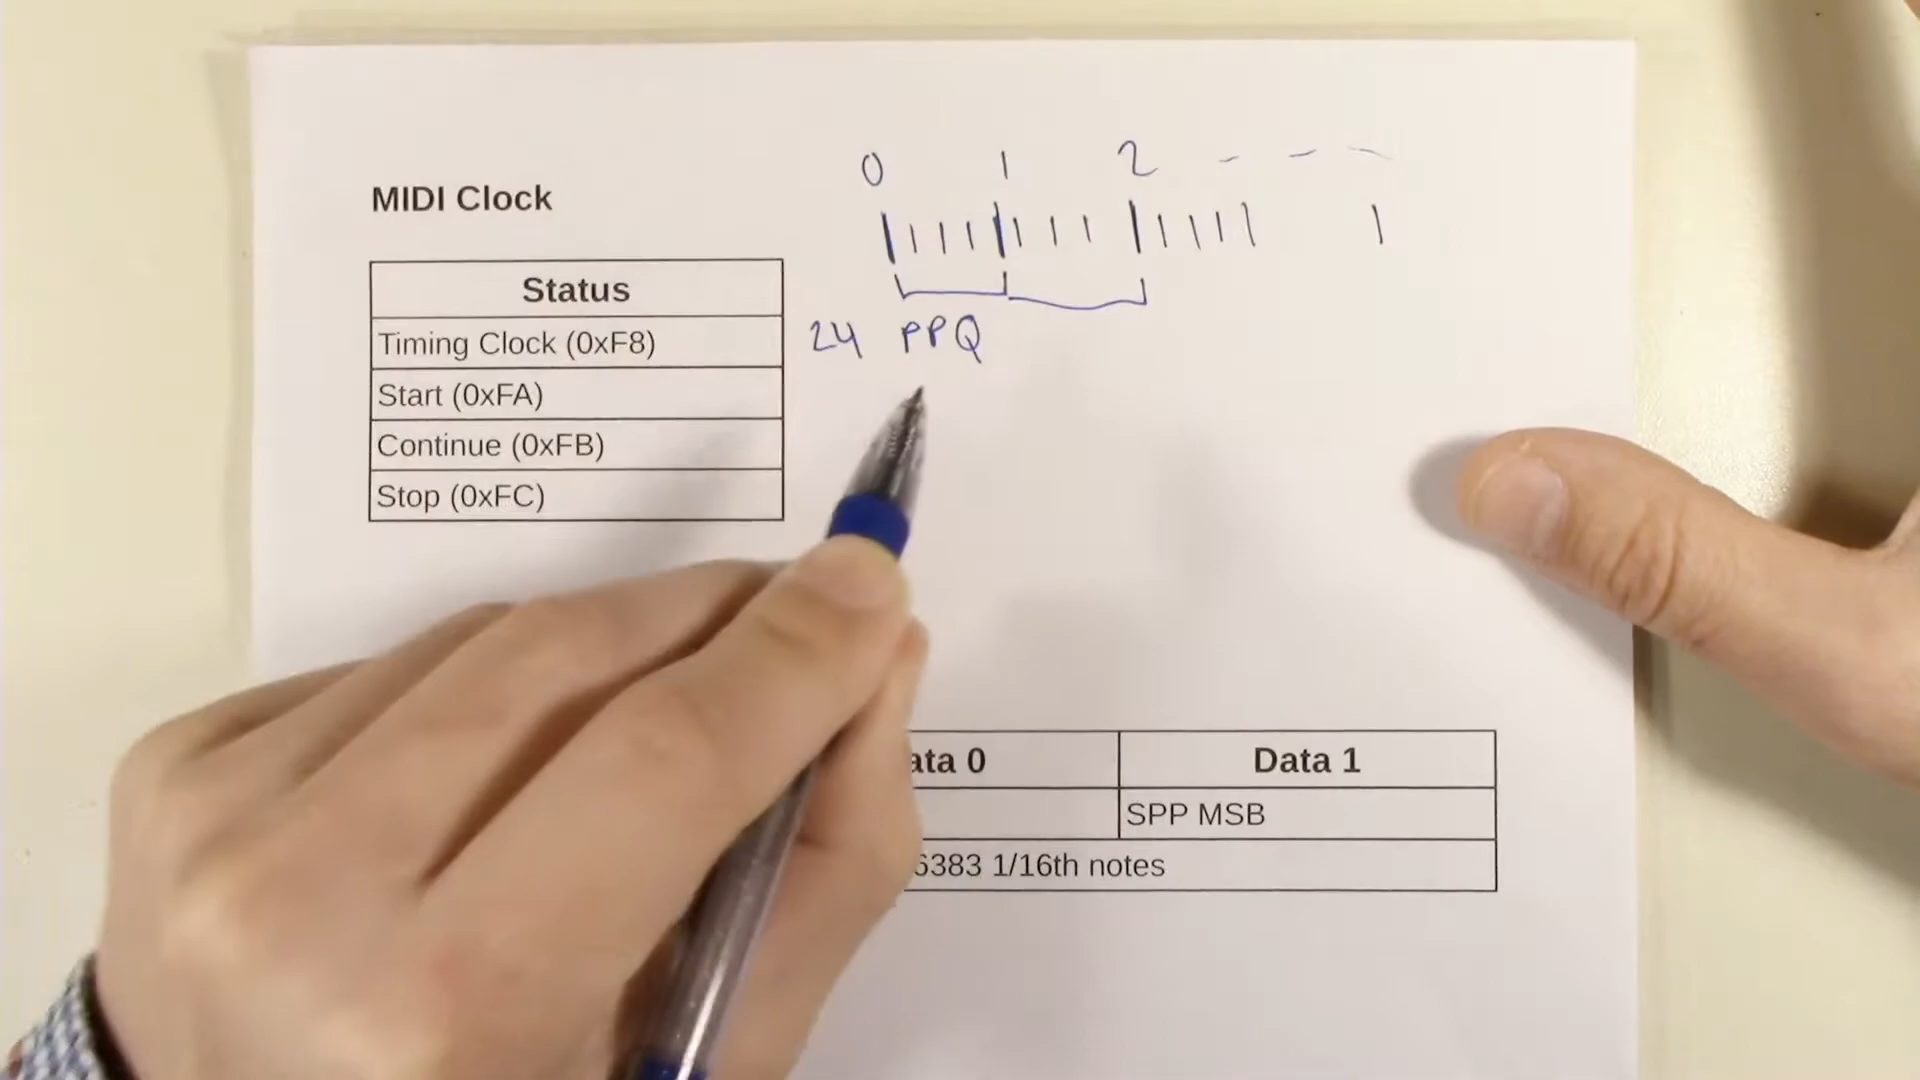 0 1 2 - - -
MIDI Clock
Status
Timing Clock (0xF8)
24 PPQ
Start (0xFA)
Continue (0xFB)
Stop (0xFC)
Data 1
SPP MSB
1/16th notes